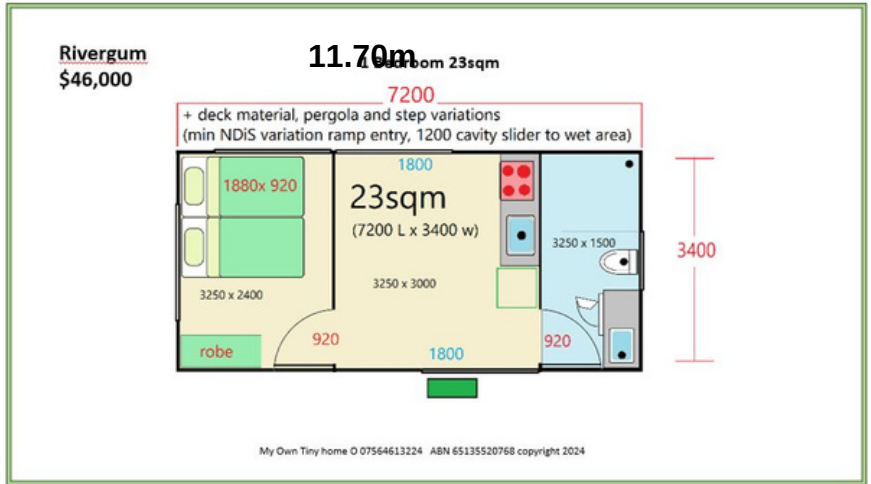 Rivergum
$46,000
11.70m
1 Bedroom 23sqm
7200
+ deck material, pergola and step variations
(min NDiS variation ramp entry, 1200 cavity slider to wet area)
1800
1880x 920
23sqm
(7200 L x 3400 w)
3250 x 1500
3400
3250 x 3000
3250 x 2400
920
920
robe
1800
My Own Tiny home O 07564613224 ABN 65135520768 copyright 2024